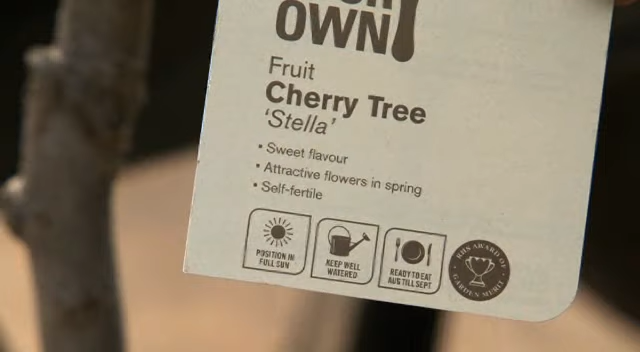 OWN
Fruit
Cherry Tree
'Stella'
• Sweet flavour
• Attractive flowers in spring
• Self-fertile
POSITION IN
FULL SUN
KEEP WELL
WATERED
READY TO EAT
AUG TILL SEPT
RHS AWARD OF
GARDEN MERIT